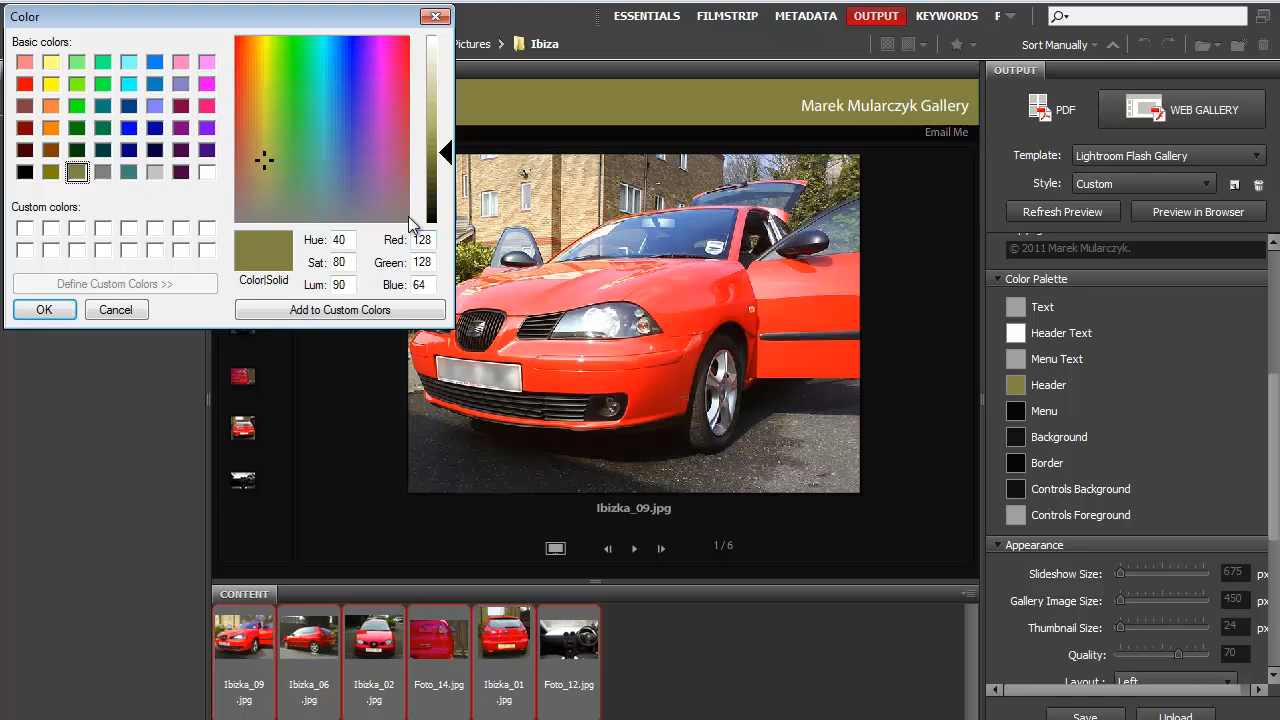 Color
ESSENTIALS FILMSTRIP METADATA OUTPUT KEYWORDS
Pictures > Ibiza
Sort Manually
Basic colors:
Custom colors:
Define Custom Colors >>
OK Cancel
Color|Solid
Hue: 40 Red: 128
Sat: 80 Green: 128
Lum: 90 Blue: 64
Add to Custom Colors
Marek Mularczyk Gallery
Email Me
Ibizka_09.jpg
1 / 6
CONTENT
Ibizka_09
.jpg
Ibizka_06
.jpg
Ibizka_02
.jpg
Foto_14.jpg
Ibizka_01
.jpg
Foto_12.jpg
OUTPUT
PDF WEB GALLERY
Template: Lightroom Flash Gallery
Style: Custom
Refresh Preview Preview in Browser
© 2011 Marek Mularczyk.
Color Palette
Text
Header Text
Menu Text
Header
Menu
Background
Border
Controls Background
Controls Foreground
Appearance
Slideshow Size: 675 px
Gallery Image Size: 450 px
Thumbnail Size: 24 px
Quality: 70
Layout: Left
Save Upload